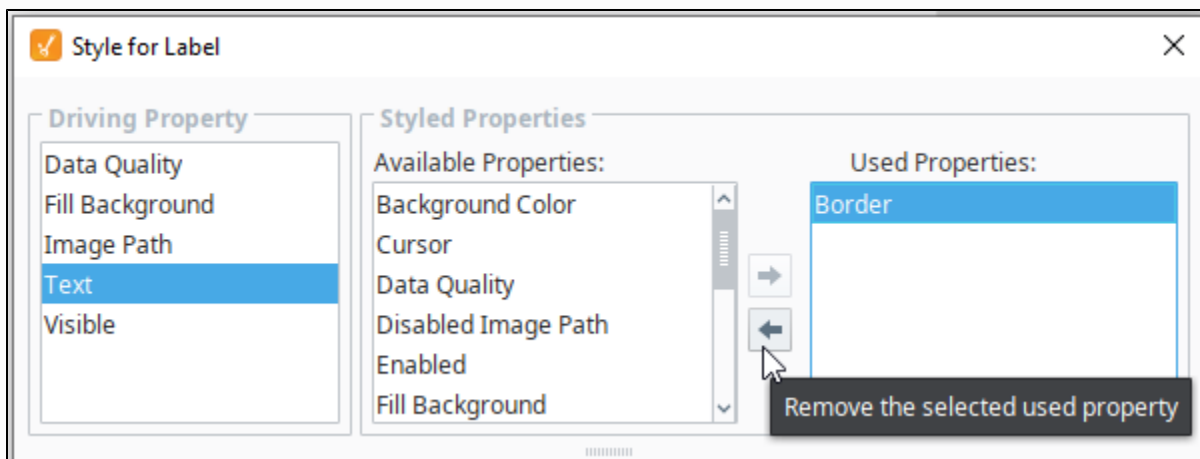 Style for Label
Driving Property
Data Quality
Fill Background
Image Path
Text
Visible
Styled Properties
Available Properties:
Background Color
Cursor
Data Quality
Disabled Image Path
Enabled
Fill Background
Used Properties:
Border
Remove the selected used property